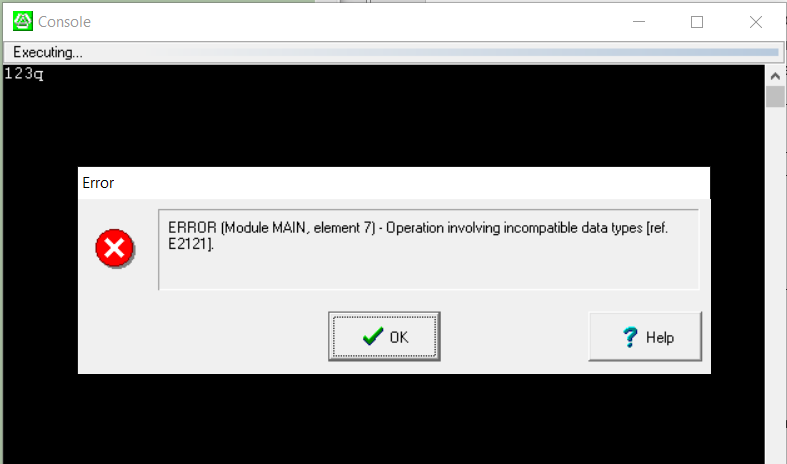 Console
Executing...
123q
Error
ERROR (Module MAIN, element 7) - Operation involving incompatible data types [ref.
E2121].
OK
Help